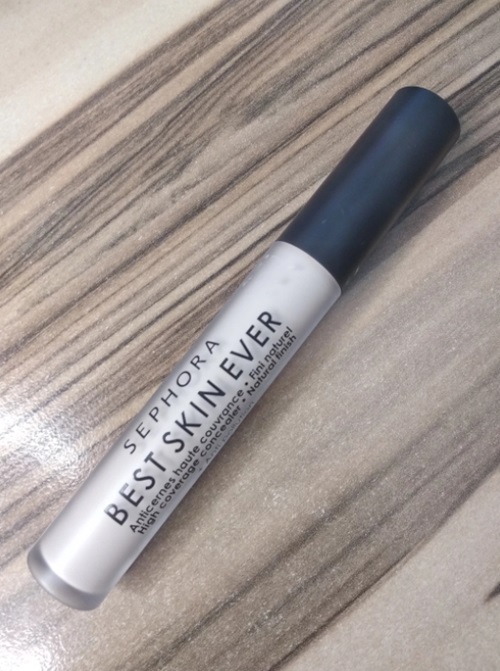 SEPHORA
BEST SKIN EVER
Anticernes haute couvrance • Fini naturel
High coverage concealer • Natural finish